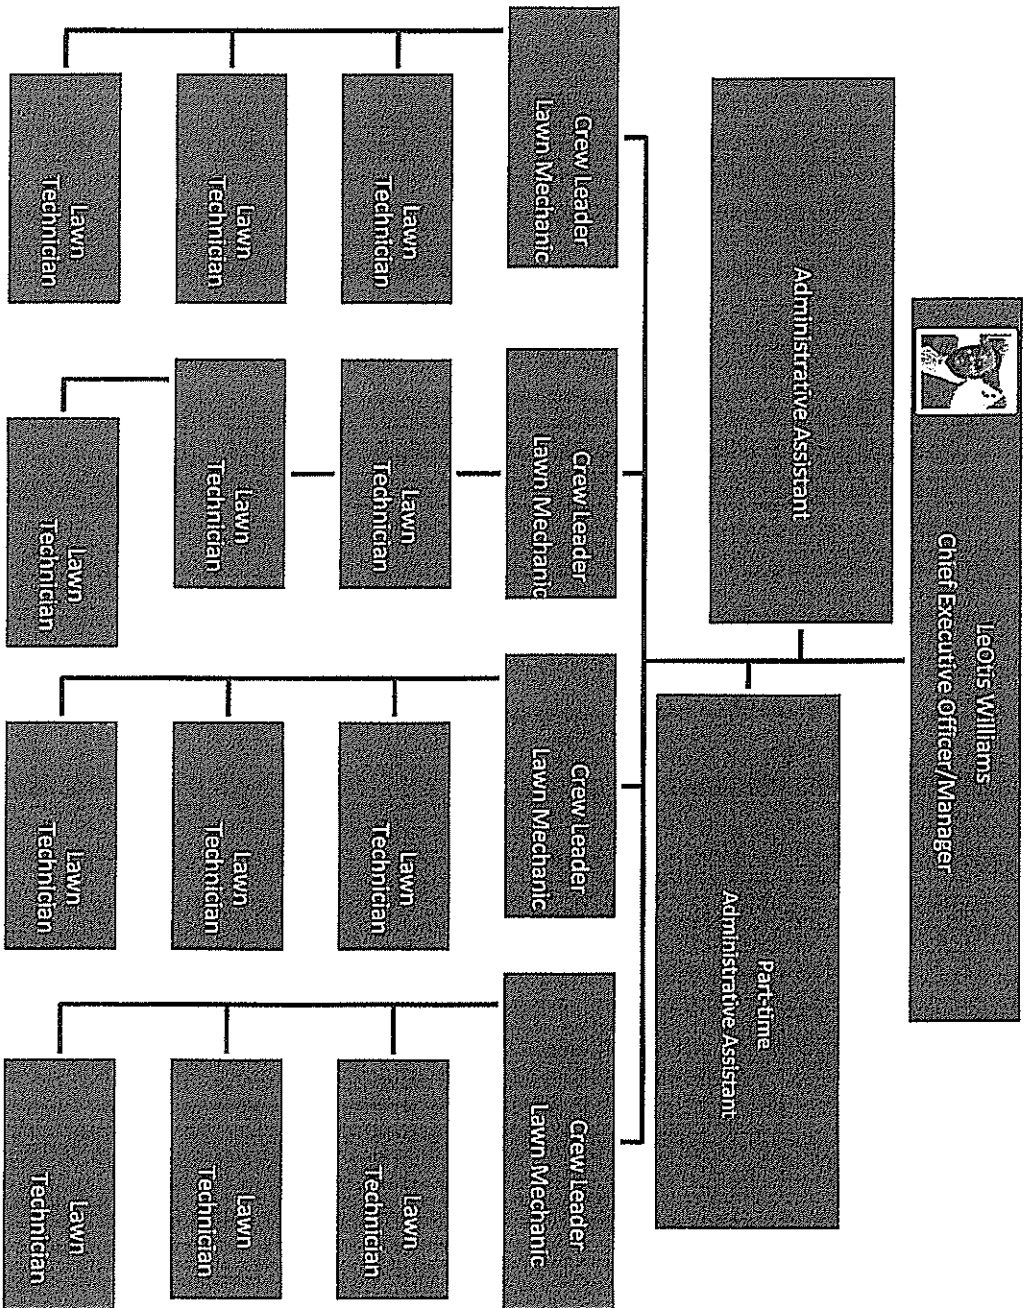 LeOtis Williams
Chief Executive Officer/Manager
Administrative Assistant
Part-time
Administrative Assistant
Crew Leader
Lawn Mechanic
Crew Leader
Lawn Mechanic
Crew Leader
Lawn Mechanic
Crew Leader
Lawn Mechanic
Lawn
Technician
Lawn
Technician
Lawn
Technician
Lawn
Technician
Lawn
Technician
Lawn
Technician
Lawn
Technician
Lawn
Technician
Lawn
Technician
Lawn
Technician
Lawn
Technician
Lawn
Technician